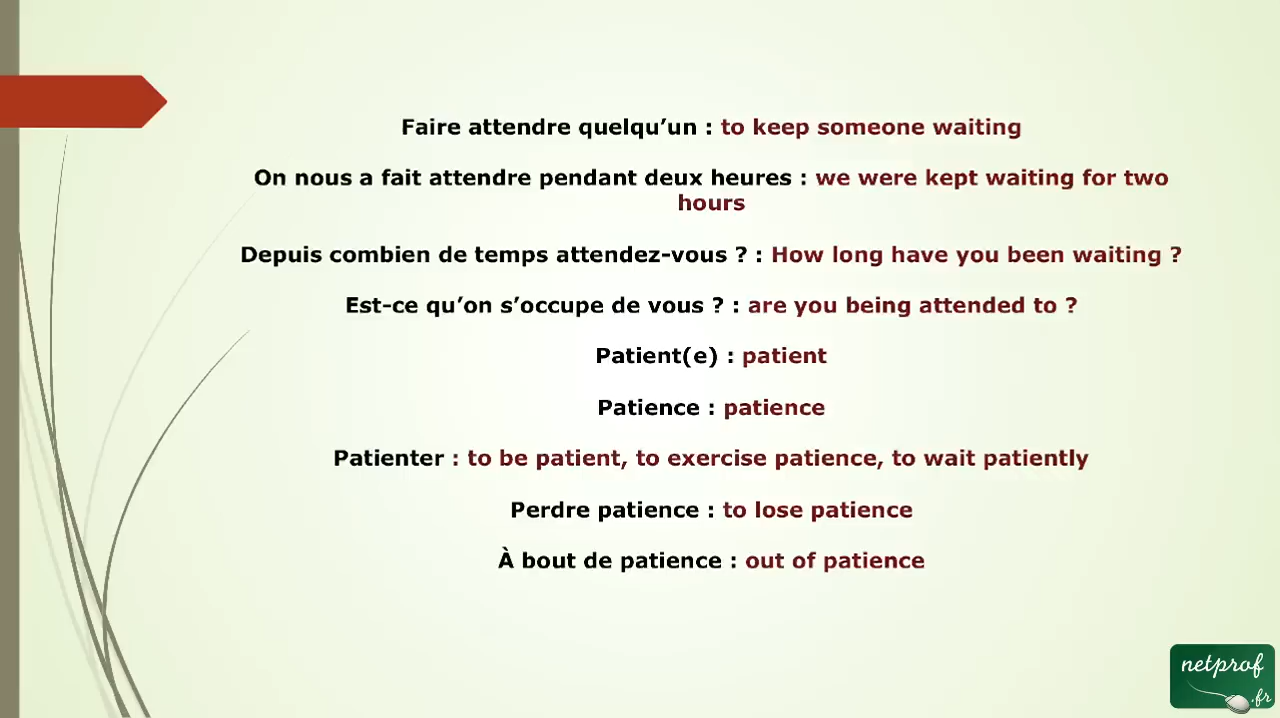 Faire attendre quelqu’un : to keep someone waiting
On nous a fait attendre pendant deux heures : we were kept waiting for two
hours
Depuis combien de temps attendez-vous ? : How long have you been waiting ?
Est-ce qu’on s’occupe de vous ? : are you being attended to ?
Patient(e) : patient
Patience : patience
Patienter : to be patient, to exercise patience, to wait patiently
Perdre patience : to lose patience
À bout de patience : out of patience
netprof
.fr